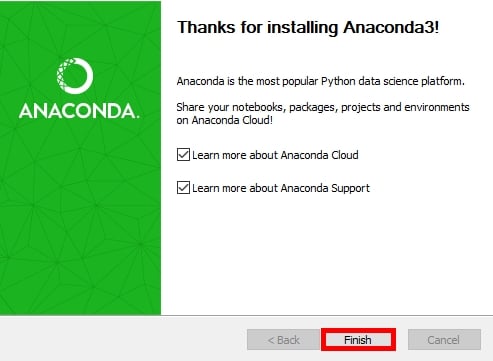 Thanks for installing Anaconda3!
ANACONDA.
Anaconda is the most popular Python data science platform.
Share your notebooks, packages, projects and environments
on Anaconda Cloud!
Learn more about Anaconda Cloud
Learn more about Anaconda Support
< Back
Finish
Cancel